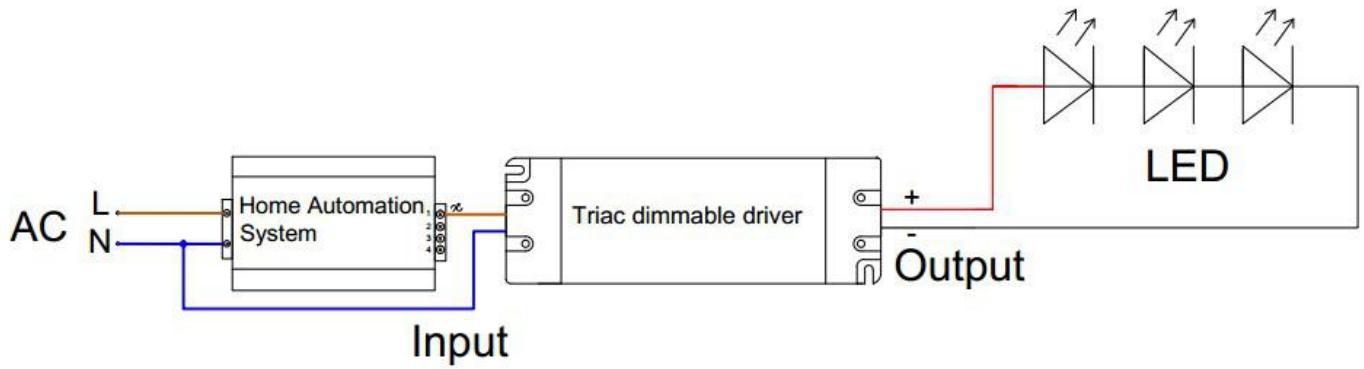 AC
L
N
Home Automation
System
1
2
3
4
Input
Triac dimmable driver
+
-
Output
LED